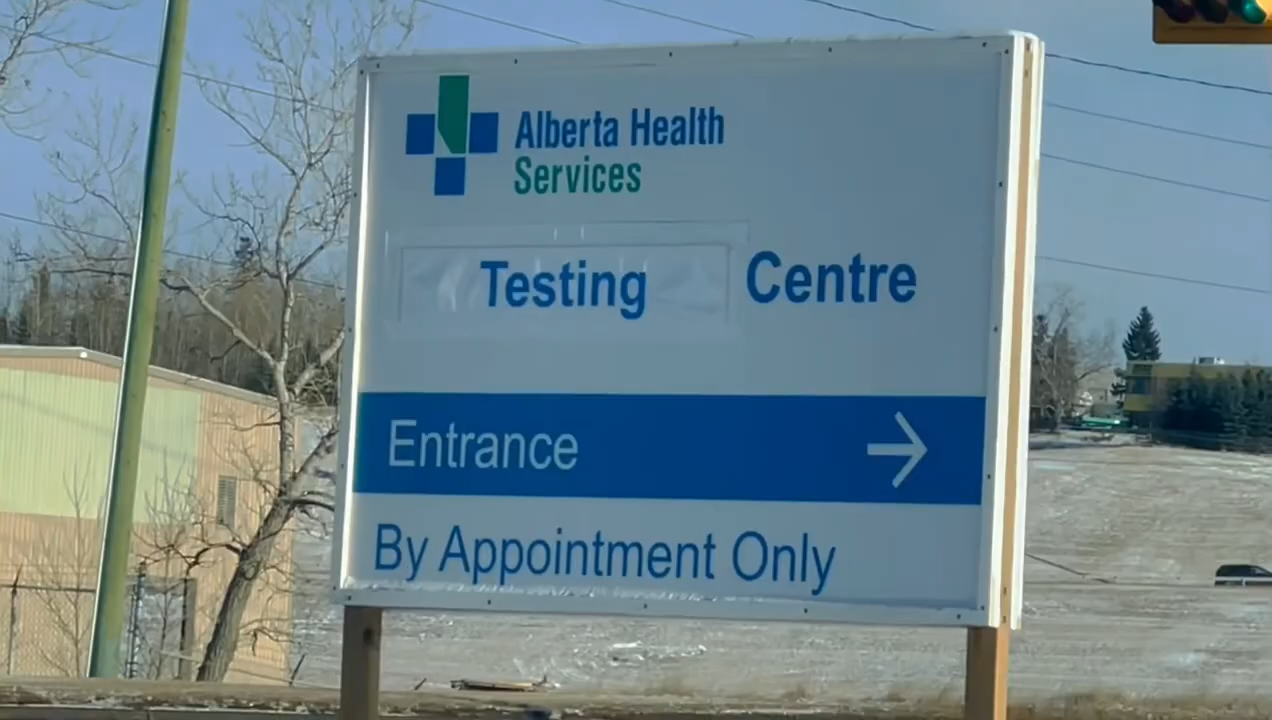 Alberta Health
Services
Testing Centre
Entrance
By Appointment Only